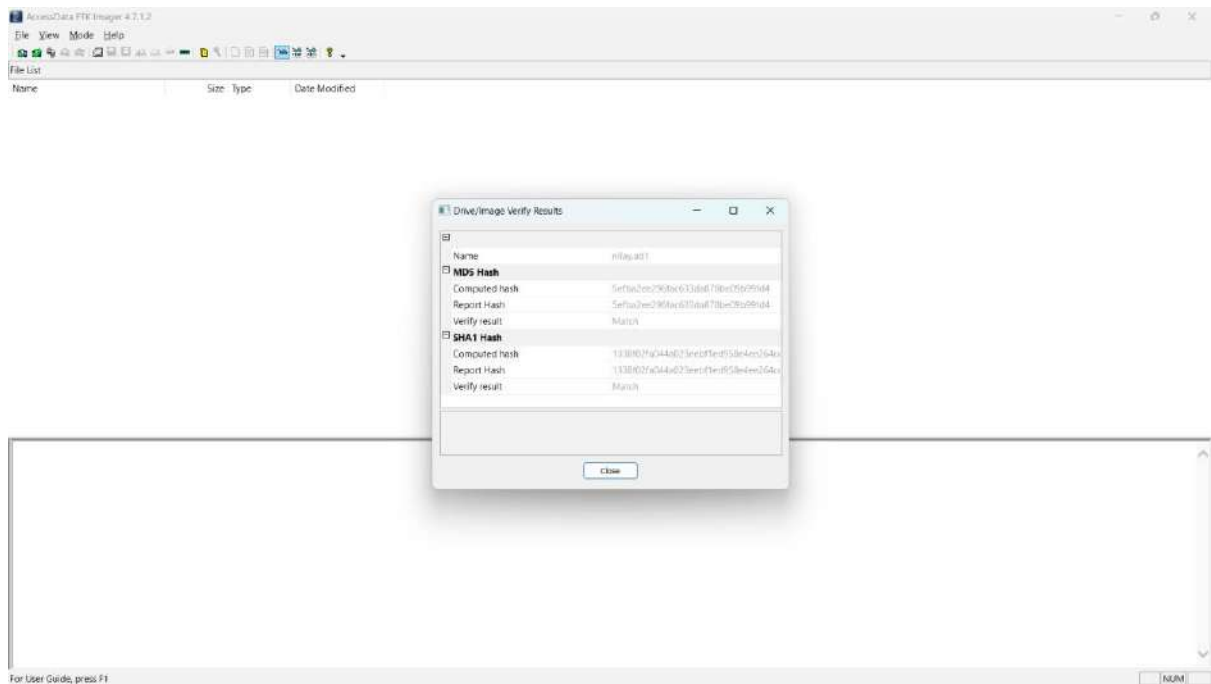 AccessData FTK Imager 4.7.1.2
File View Mode Help
File List
Name Size Type Date Modified
Drive/Image Verify Results
Name nilay.ad1
MD5 Hash
Computed hash
Report Hash
Verify result Match
SHA1 Hash
Computed hash
Report Hash
Verify result Match
Close
For User Guide, press F1
NUM